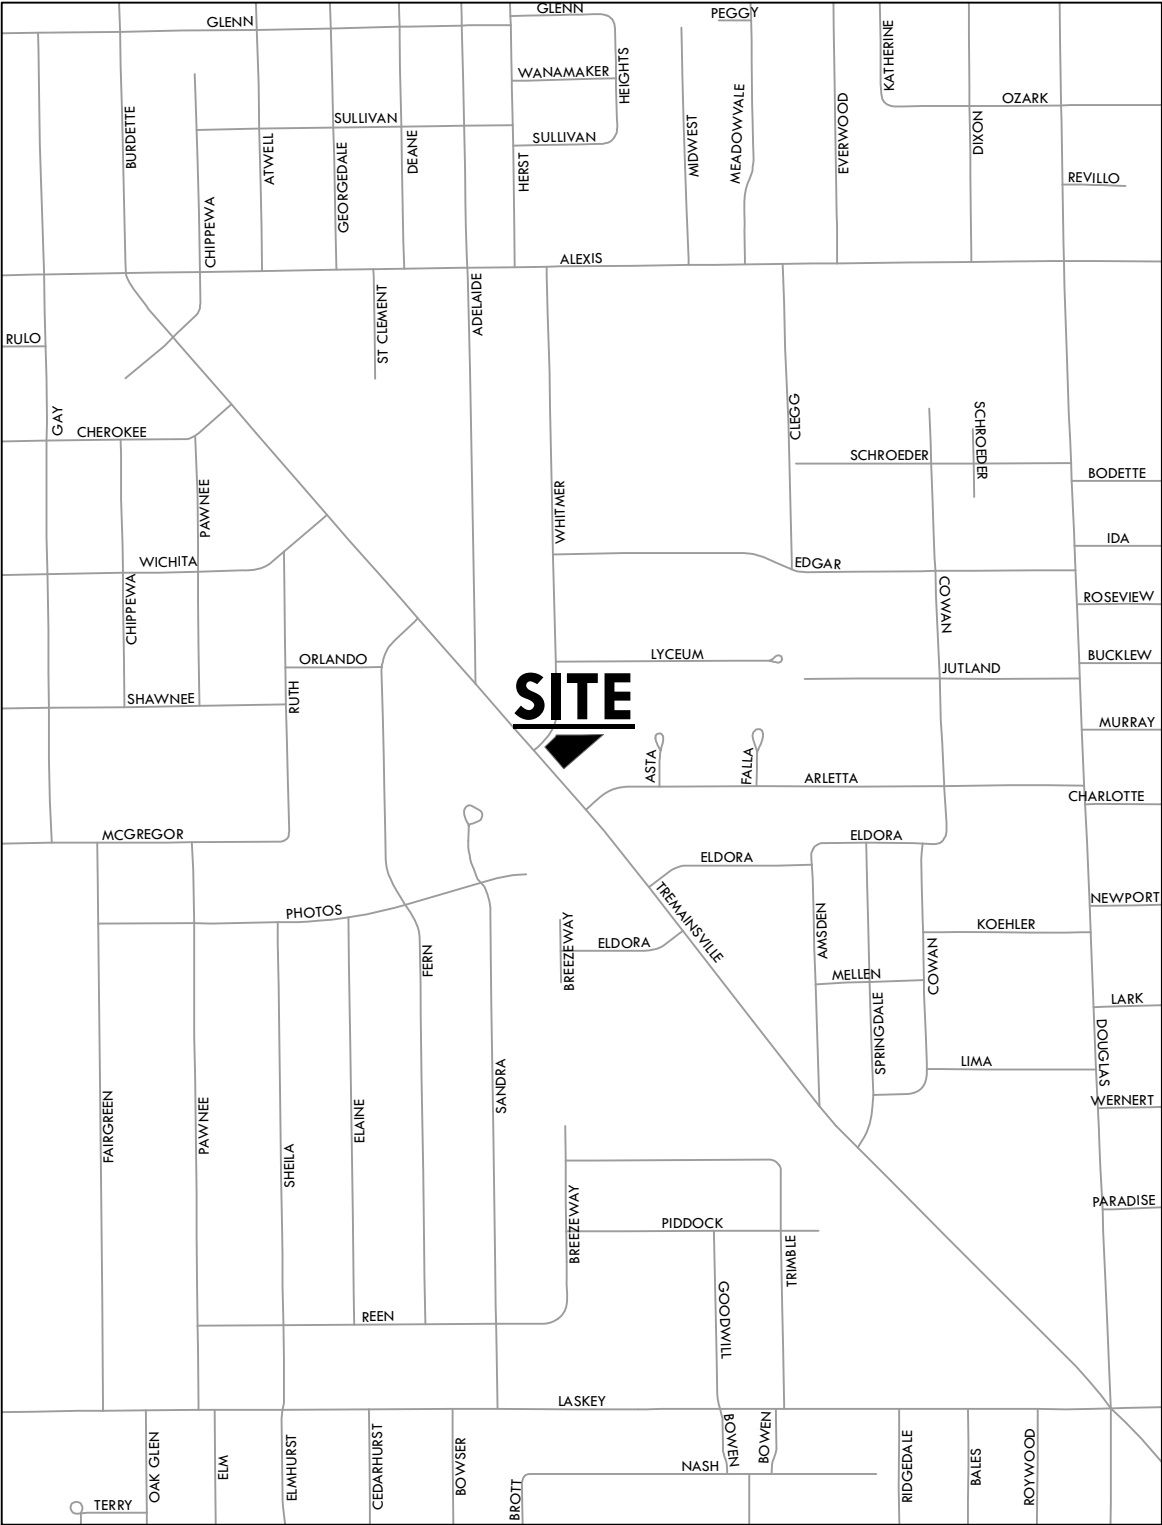 GLENN
GLENN
PEGGY
KATHERINE
WANAMAKER
HEIGHTS
MEADOWVALE
EVERWOOD
OZARK
BURDETTE
SULLIVAN
SULLIVAN
ATWELL
GEORGEDALE
DEANE
HERST
MIDWEST
DIXON
REVILLO
CHIPPEWA
ALEXIS
ADELAIDE
ST CLEMENT
RULO
GAY
CHEROKEE
CLEGG
SCHROEDER
SCHROEDER
BODETTE
PAWNEE
WHITMER
IDA
WICHITA
EDGAR
CHIPPEWA
COWAN
ROSEVIEW
ORLANDO
LYCEUM
BUCKLEW
JUTLAND
SHAWNEE
RUTH
SITE
MURRAY
ASTA
FALLA
ARLETTA
CHARLOTTE
MCGREGOR
ELDORA
ELDORA
TREMAINSVILLE
NEWPORT
PHOTOS
AMSDEN
KOEHLER
BREEZEWAY
ELDORA
FERN
COWAN
MELLEN
LARK
SPRINGDALE
DOUGLAS
LIMA
SANDRA
WERNERT
FAIRGREEN
PAWNEE
ELAINE
SHEILA
PARADISE
BREEZEWAY
PIDDOCK
TRIMBLE
GOODWILL
REEN
LASKEY
BOWEN
BOWEN
OAK GLEN
ELM
ELMHURST
CEDARHURST
BOWSER
NASH
RIDGEDALE
BALES
ROYWOOD
BROTT
TERRY